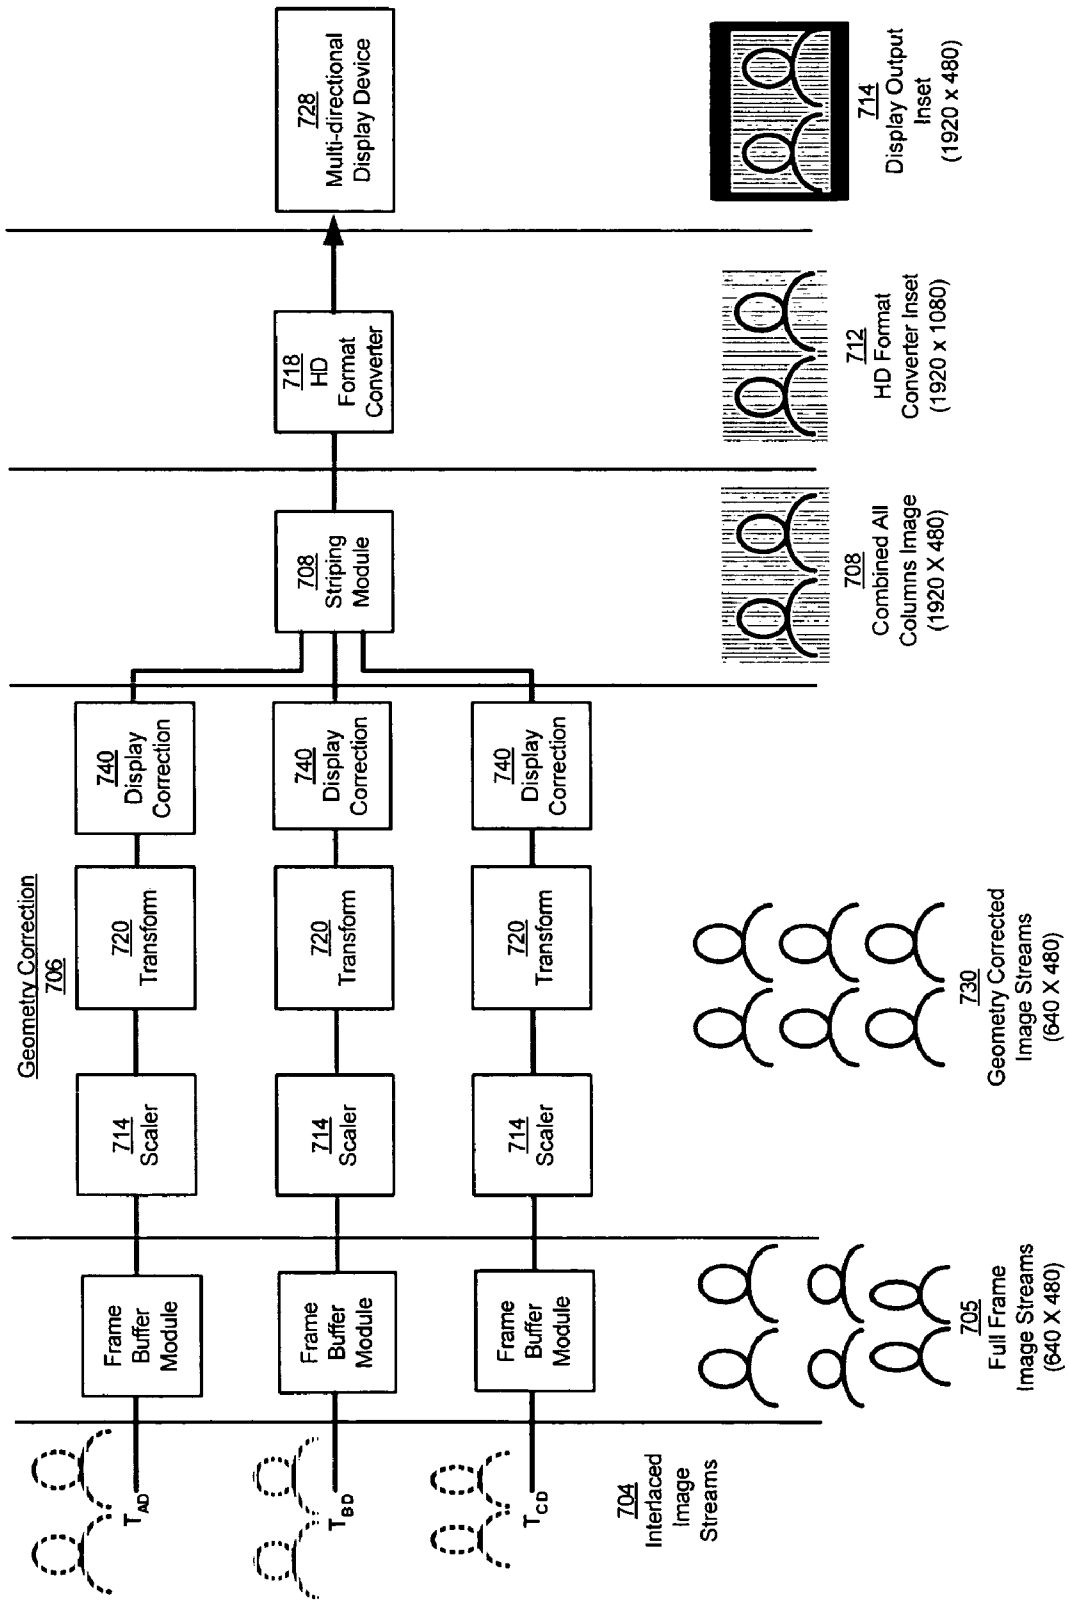 Geometry Correction
706
T_AD
Frame
Buffer
Module
714
Scaler
720
Transform
740
Display
Correction
T_BD
Frame
Buffer
Module
714
Scaler
720
Transform
740
Display
Correction
708
Striping
Module
718
HD
Format
Converter
728
Multi-directional
Display Device
T_CD
Frame
Buffer
Module
714
Scaler
720
Transform
740
Display
Correction
704
Interlaced
Image
Streams
705
Full Frame
Image Streams
(640 X 480)
730
Geometry Corrected
Image Streams
(640 X 480)
708
Combined All
Columns Image
(1920 X 480)
712
HD Format
Converter Inset
(1920 x 1080)
714
Display Output
Inset
(1920 x 480)